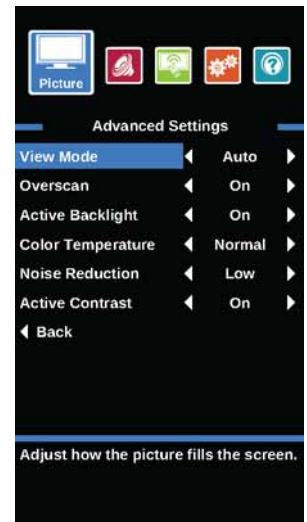 Picture
Advanced Settings
View Mode Auto
Overscan On
Active Backlight On
Color Temperature Normal
Noise Reduction Low
Active Contrast On
Back
Adjust how the picture fills the screen.